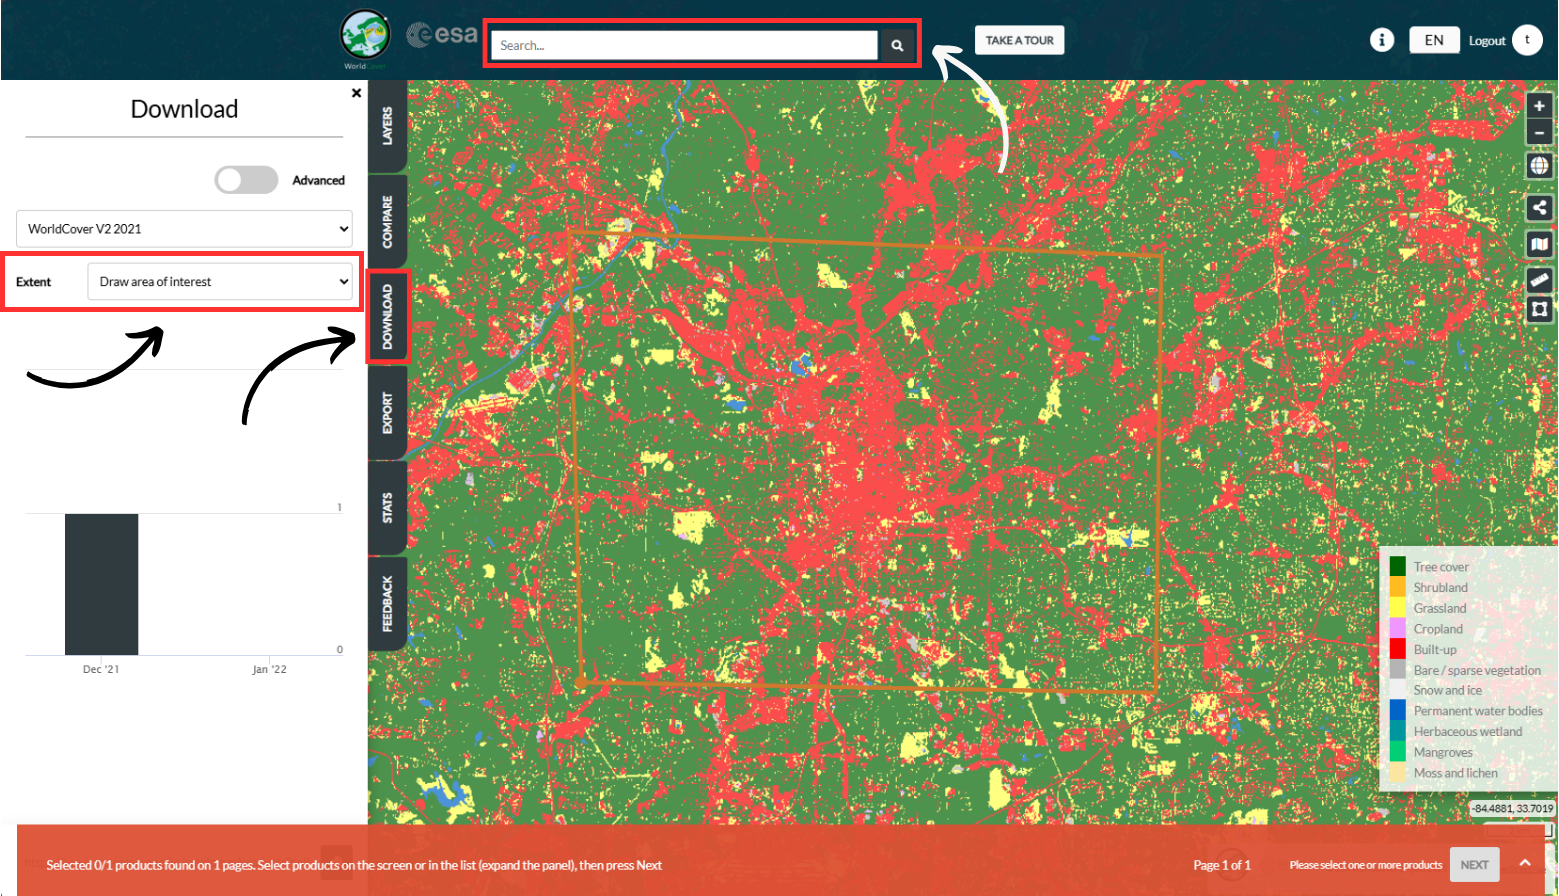 WorldCover
esa
Search...
TAKE A TOUR
i
EN
Logout
t
Download
Advanced
WorldCover V2 2021
Extent
Draw area of interest
1
0
Dec '21
Jan '22
LAYERS
COMPARE
DOWNLOAD
EXPORT
STATS
FEEDBACK
+
−
Tree cover
Shrubland
Grassland
Cropland
Built-up
Bare / sparse vegetation
Snow and ice
Permanent water bodies
Herbaceous wetland
Mangroves
Moss and lichen
-84.4881, 33.7019
Selected 0/1 products found on 1 pages. Select products on the screen or in the list (expand the panel), then press Next
Page 1 of 1
Please select one or more products
NEXT